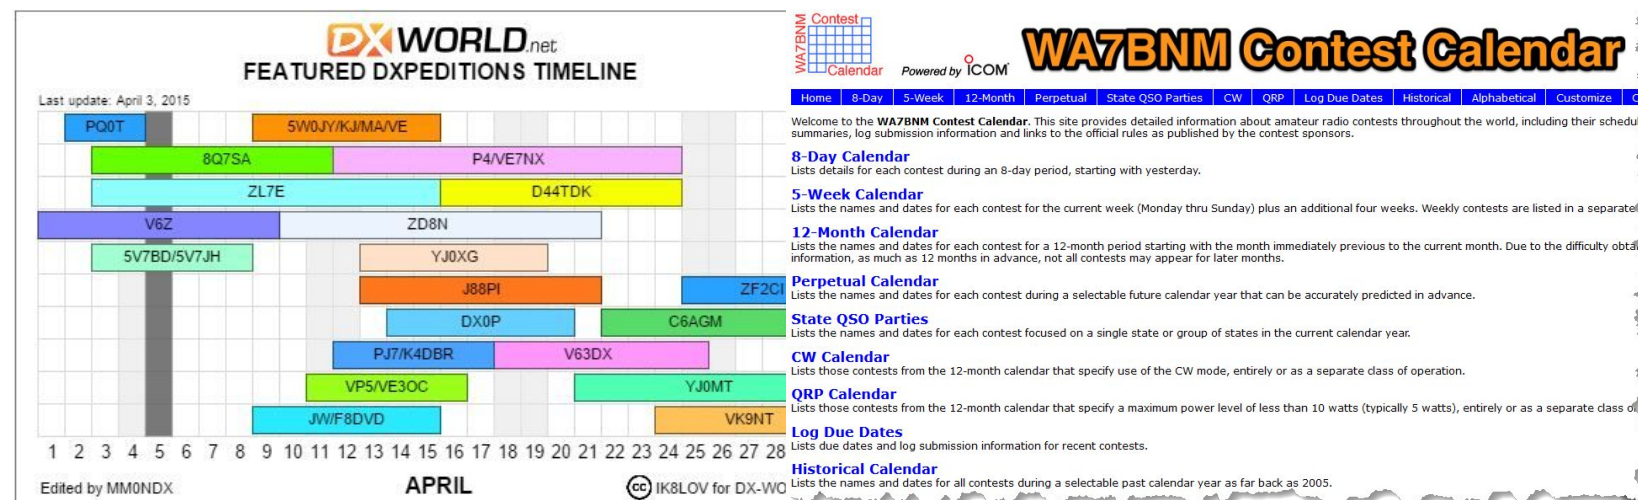 DX WORLD.net
FEATURED DXPEDITIONS TIMELINE
Last update: April 3, 2015
PQ0T
5W0JY/KJ/MA/VE
8Q7SA
P4/VE7NX
ZL7E
D44TDK
V6Z
ZD8N
5V7BD/5V7JH
YJ0XG
J88PI
ZF2CI
DX0P
C6AGM
PJ7/K4DBR
V63DX
VP5/VE3OC
YJ0MT
JW/F8DVD
VK9NT
1 2 3 4 5 6 7 8 9 10 11 12 13 14 15 16 17 18 19 20 21 22 23 24 25 26 27 28
Edited by MM0NDX
APRIL
cc IK8LOV for DX-WO
WA7BNM
Contest
Calendar
Powered by ICOM
WA7BNM Contest Calendar
Home 8-Day 5-Week 12-Month Perpetual State QSO Parties CW QRP Log Due Dates Historical Alphabetical Customize
Welcome to the WA7BNM Contest Calendar. This site provides detailed information about amateur radio contests throughout the world, including their schedul
summaries, log submission information and links to the official rules as published by the contest sponsors.
8-Day Calendar
Lists details for each contest during an 8-day period, starting with yesterday.
5-Week Calendar
Lists the names and dates for each contest for the current week (Monday thru Sunday) plus an additional four weeks. Weekly contests are listed in a separate
12-Month Calendar
Lists the names and dates for each contest for a 12-month period starting with the month immediately previous to the current month. Due to the difficulty obta
information, as much as 12 months in advance, not all contests may appear for later months.
Perpetual Calendar
Lists the names and dates for each contest during a selectable future calendar year that can be accurately predicted in advance.
State QSO Parties
Lists the names and dates for each contest focused on a single state or group of states in the current calendar year.
CW Calendar
Lists those contests from the 12-month calendar that specify use of the CW mode, entirely or as a separate class of operation.
QRP Calendar
Lists those contests from the 12-month calendar that specify a maximum power level of less than 10 watts (typically 5 watts), entirely or as a separate class o
Log Due Dates
Lists due dates and log submission information for recent contests.
Historical Calendar
Lists the names and dates for all contests during a selectable past calendar year as far back as 2005.